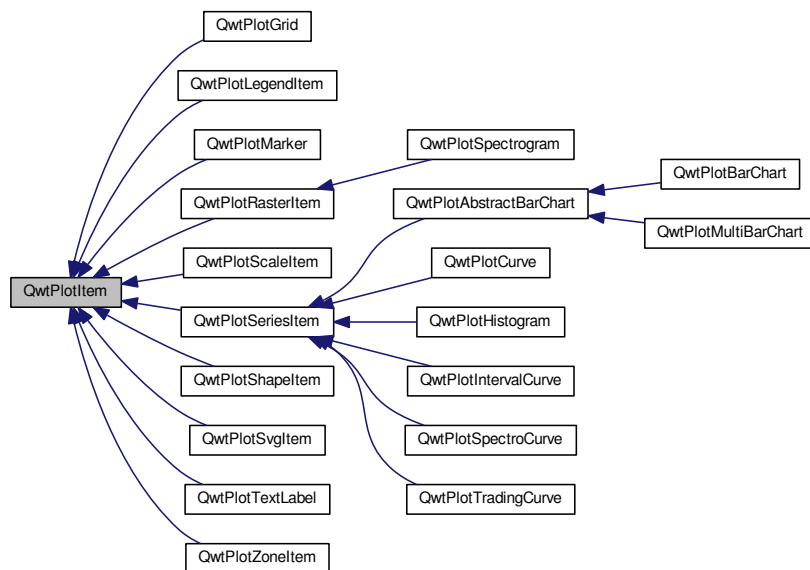 QwtPlotGrid
QwtPlotLegendItem
QwtPlotMarker
QwtPlotSpectrogram
QwtPlotBarChart
QwtPlotRasterItem
QwtPlotAbstractBarChart
QwtPlotMultiBarChart
QwtPlotScaleItem
QwtPlotCurve
QwtPlotItem
QwtPlotSeriesItem
QwtPlotHistogram
QwtPlotShapeItem
QwtPlotIntervalCurve
QwtPlotSvgItem
QwtPlotSpectroCurve
QwtPlotTextLabel
QwtPlotTradingCurve
QwtPlotZoneItem